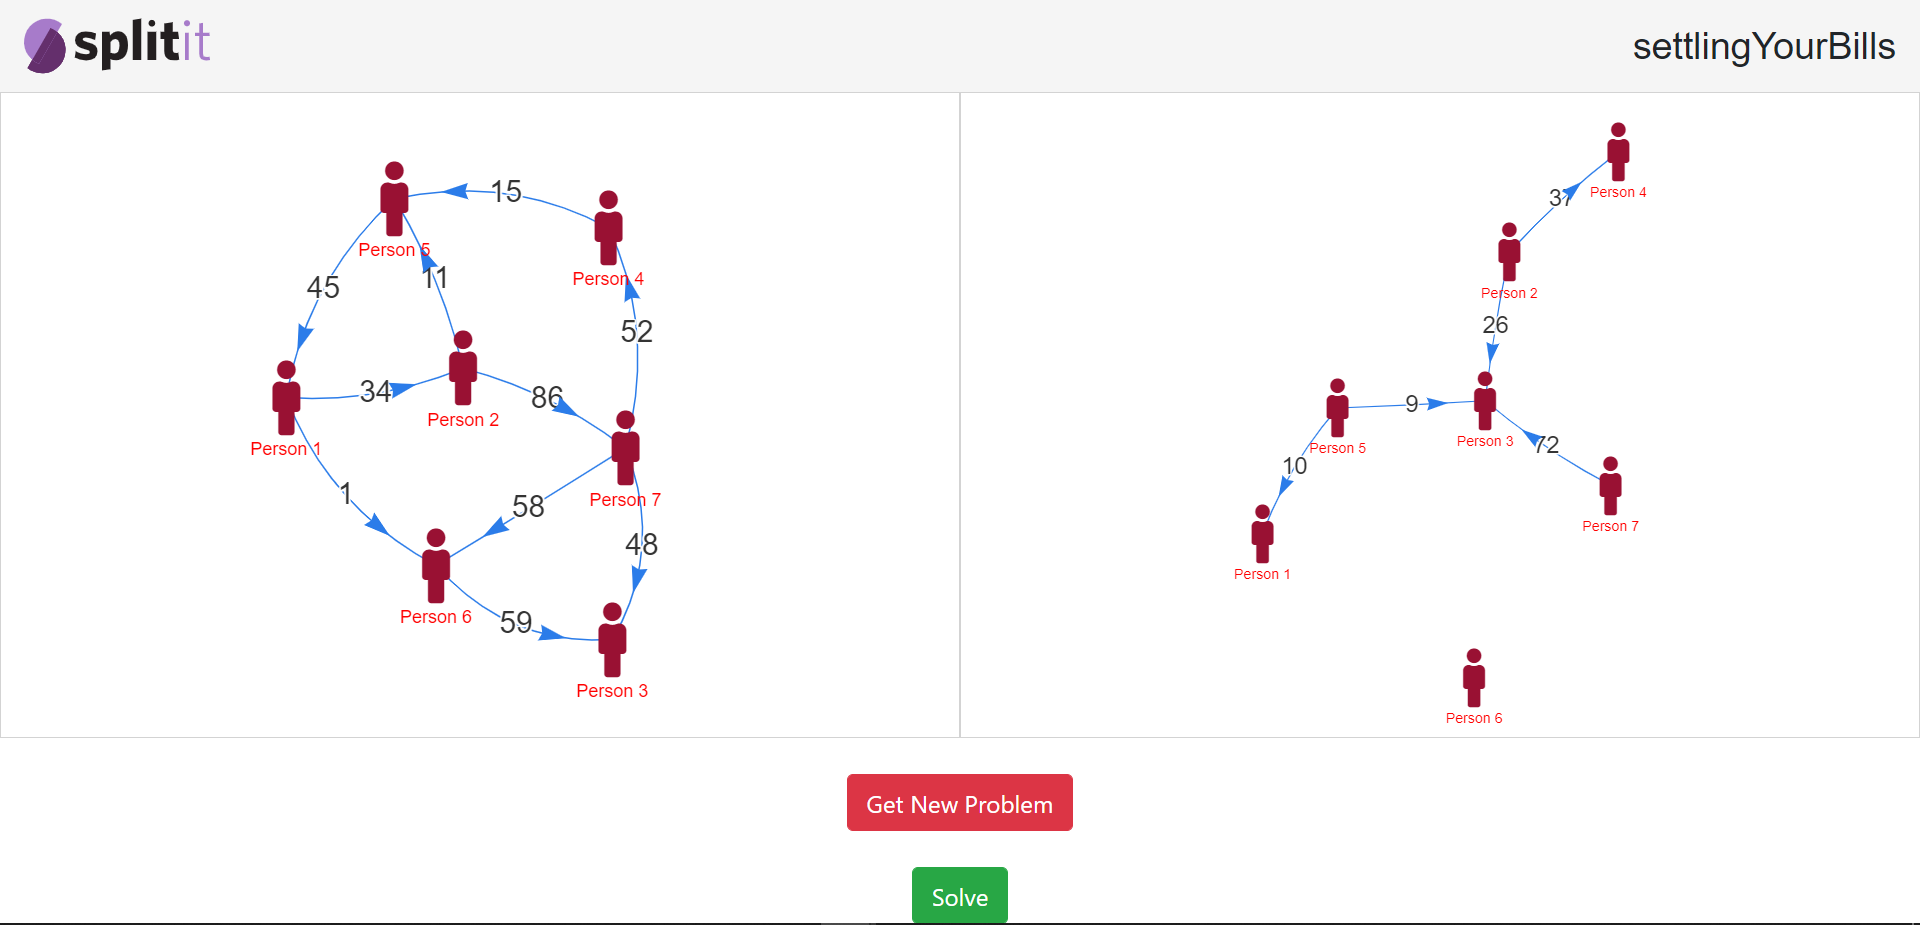 splitit
settlingYourBills
15
Person 5
Person 4
45
11
52
34
86
Person 2
Person 1
1
58
Person 7
48
Person 6
59
Person 3
37
Person 4
Person 2
26
9
Person 5
Person 3
72
10
Person 7
Person 1
Person 6
Get New Problem
Solve